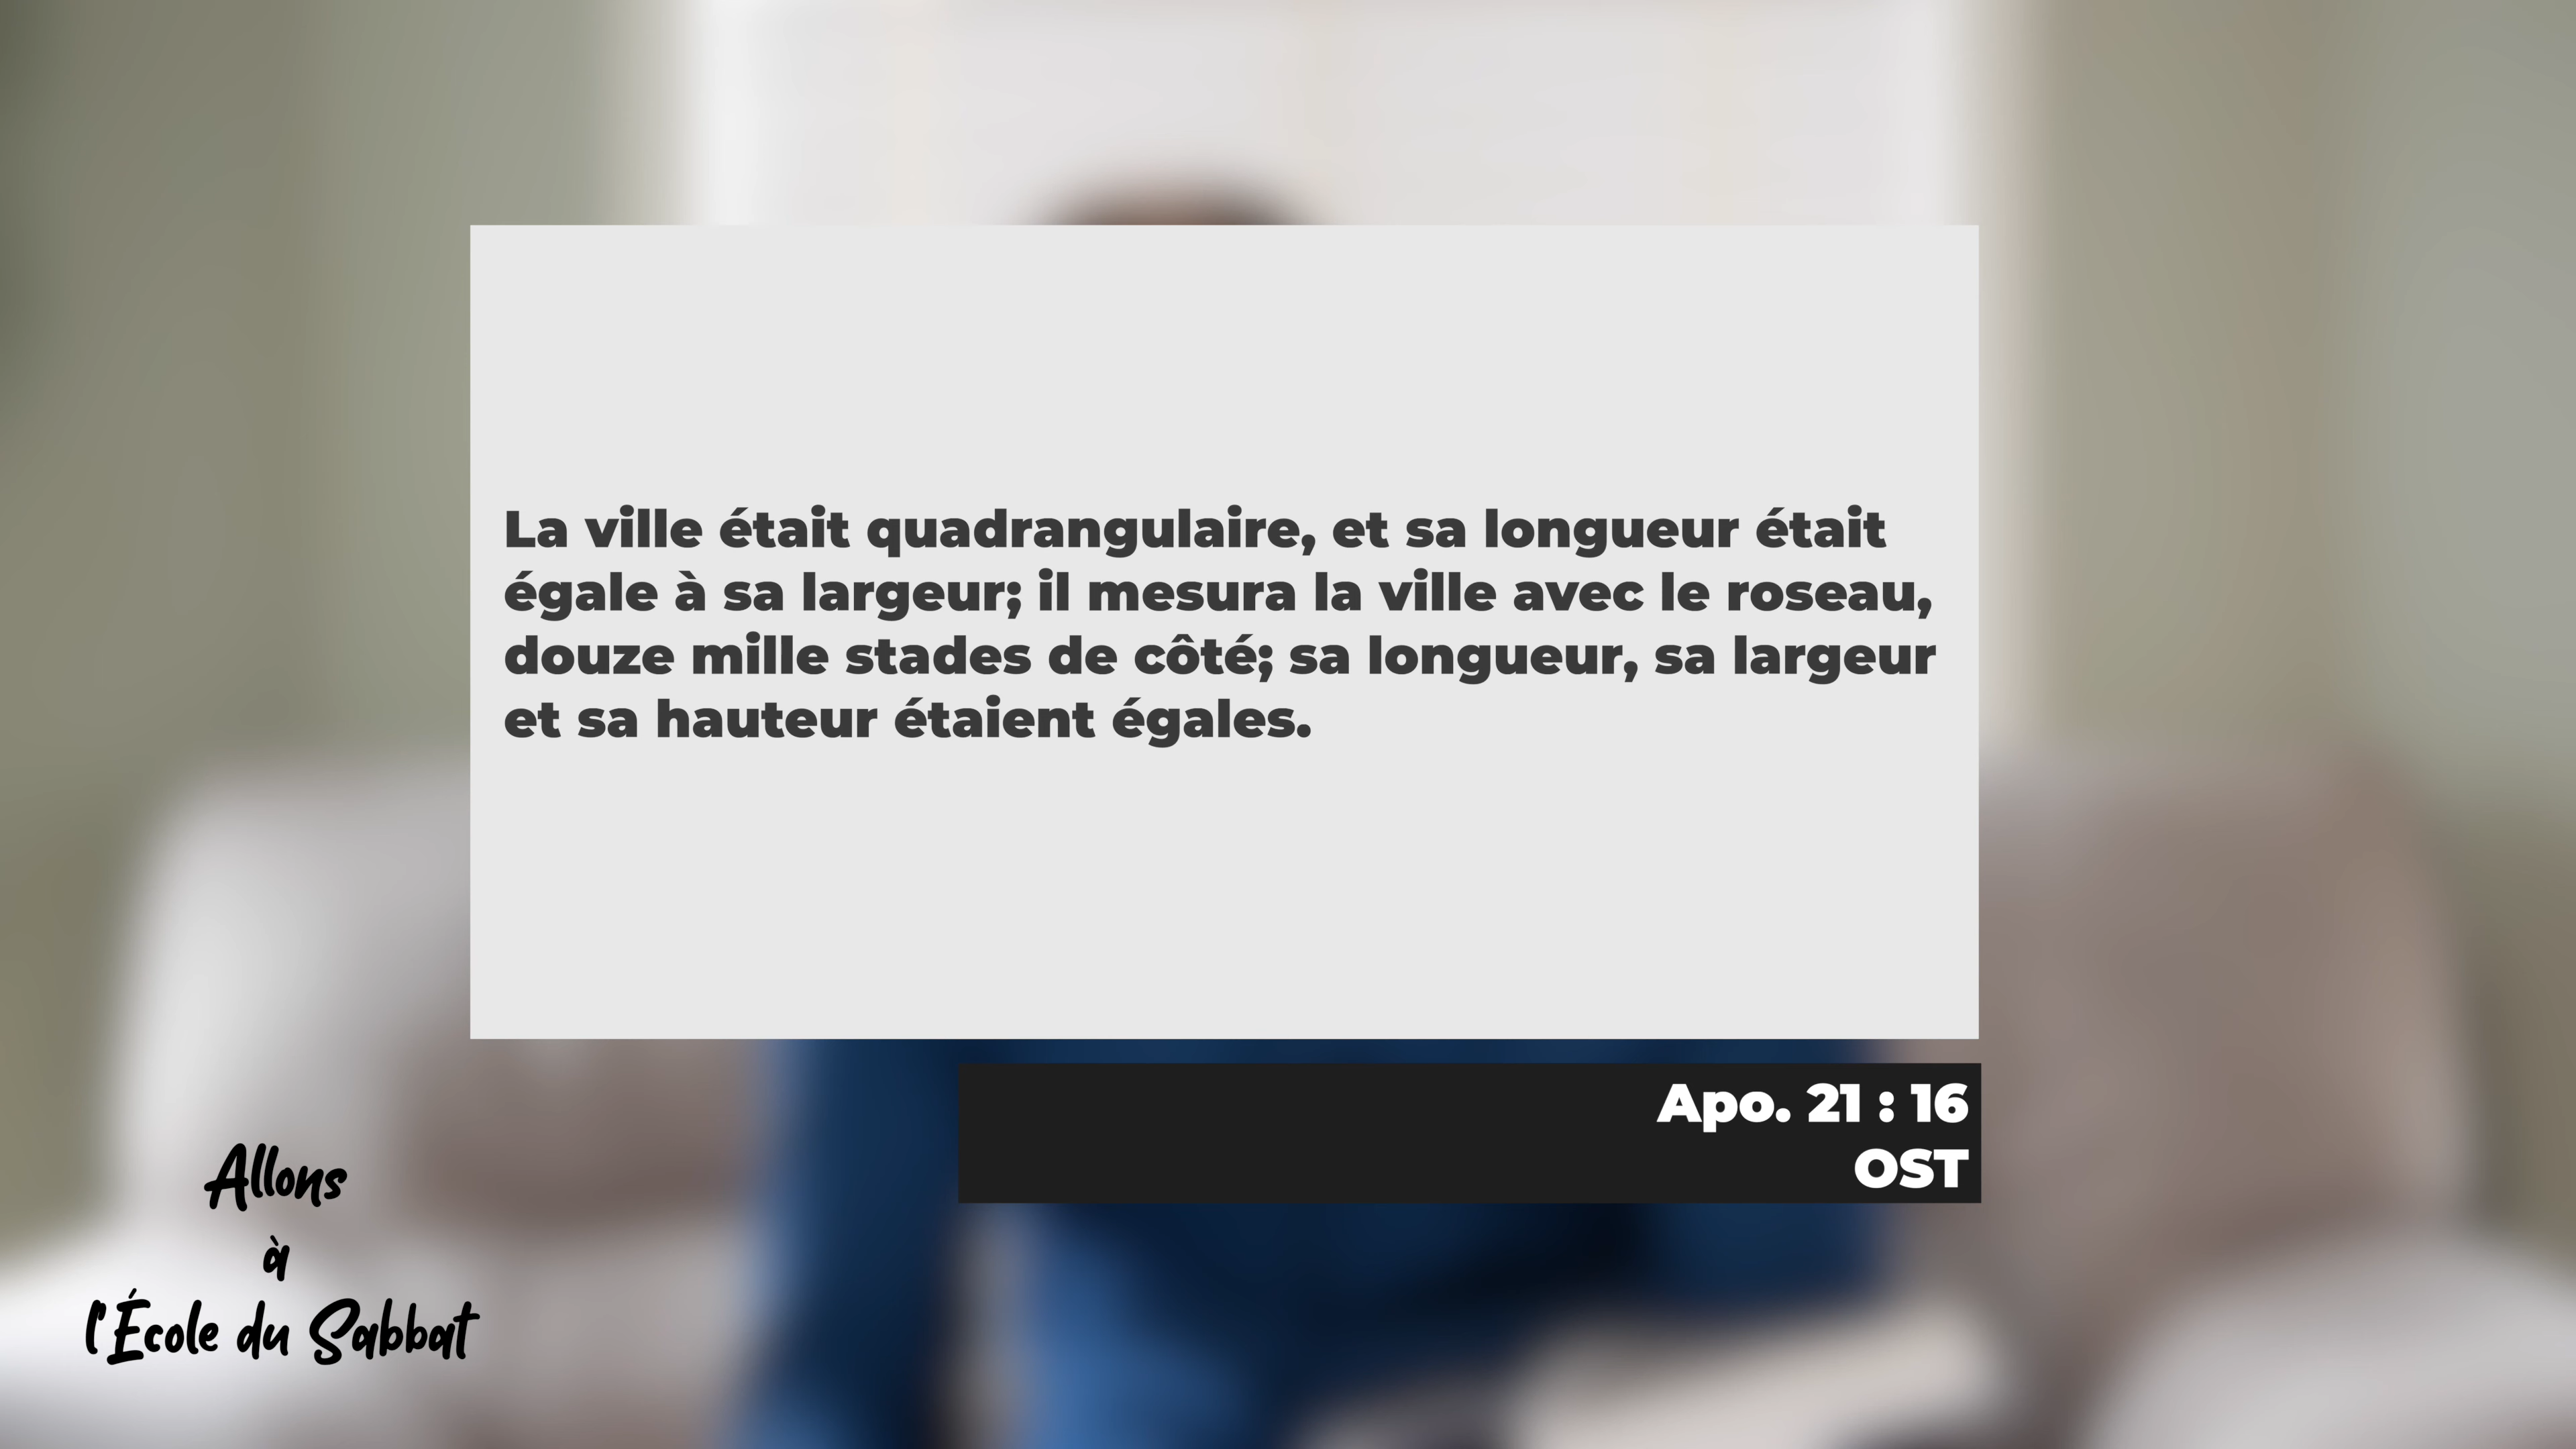 La ville était quadrangulaire, et sa longueur était
égale à sa largeur; il mesura la ville avec le roseau,
douze mille stades de côté; sa longueur, sa largeur
et sa hauteur étaient égales.
Apo. 21 : 16
OST
Allons
à
l'École du Sabbat